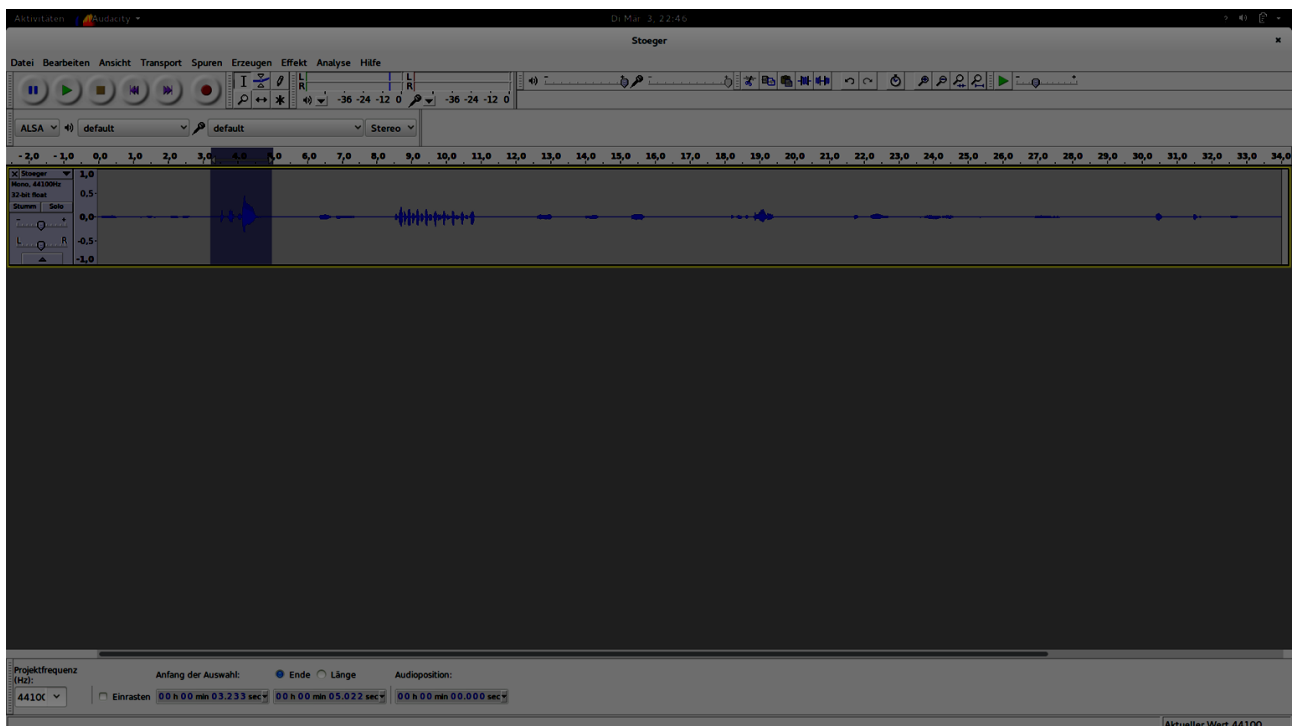 Aktivitäten Audacity
Di Mär 3, 22:46
Stoeger
Datei Bearbeiten Ansicht Transport Spuren Erzeugen Effekt Analyse Hilfe
L R -36 -24 -12 0 L R -36 -24 -12 0
ALSA default default Stereo
-2,0 -1,0 0,0 1,0 2,0 3,0 4,0 5,0 6,0 7,0 8,0 9,0 10,0 11,0 12,0 13,0 14,0 15,0 16,0 17,0 18,0 19,0 20,0 21,0 22,0 23,0 24,0 25,0 26,0 27,0 28,0 29,0 30,0 31,0 32,0 33,0 34,0
X Stoeger 1,0
Mono, 44100Hz
32-bit float 0,5
Stumm Solo
- + 0,0
L R -0,5
-1,0
Projektfrequenz (Hz):
Anfang der Auswahl: Ende Länge Audioposition:
44100 Einrasten 00 h 00 min 03.233 sec 00 h 00 min 05.022 sec 00 h 00 min 00.000 sec
Aktueller Wert 44100